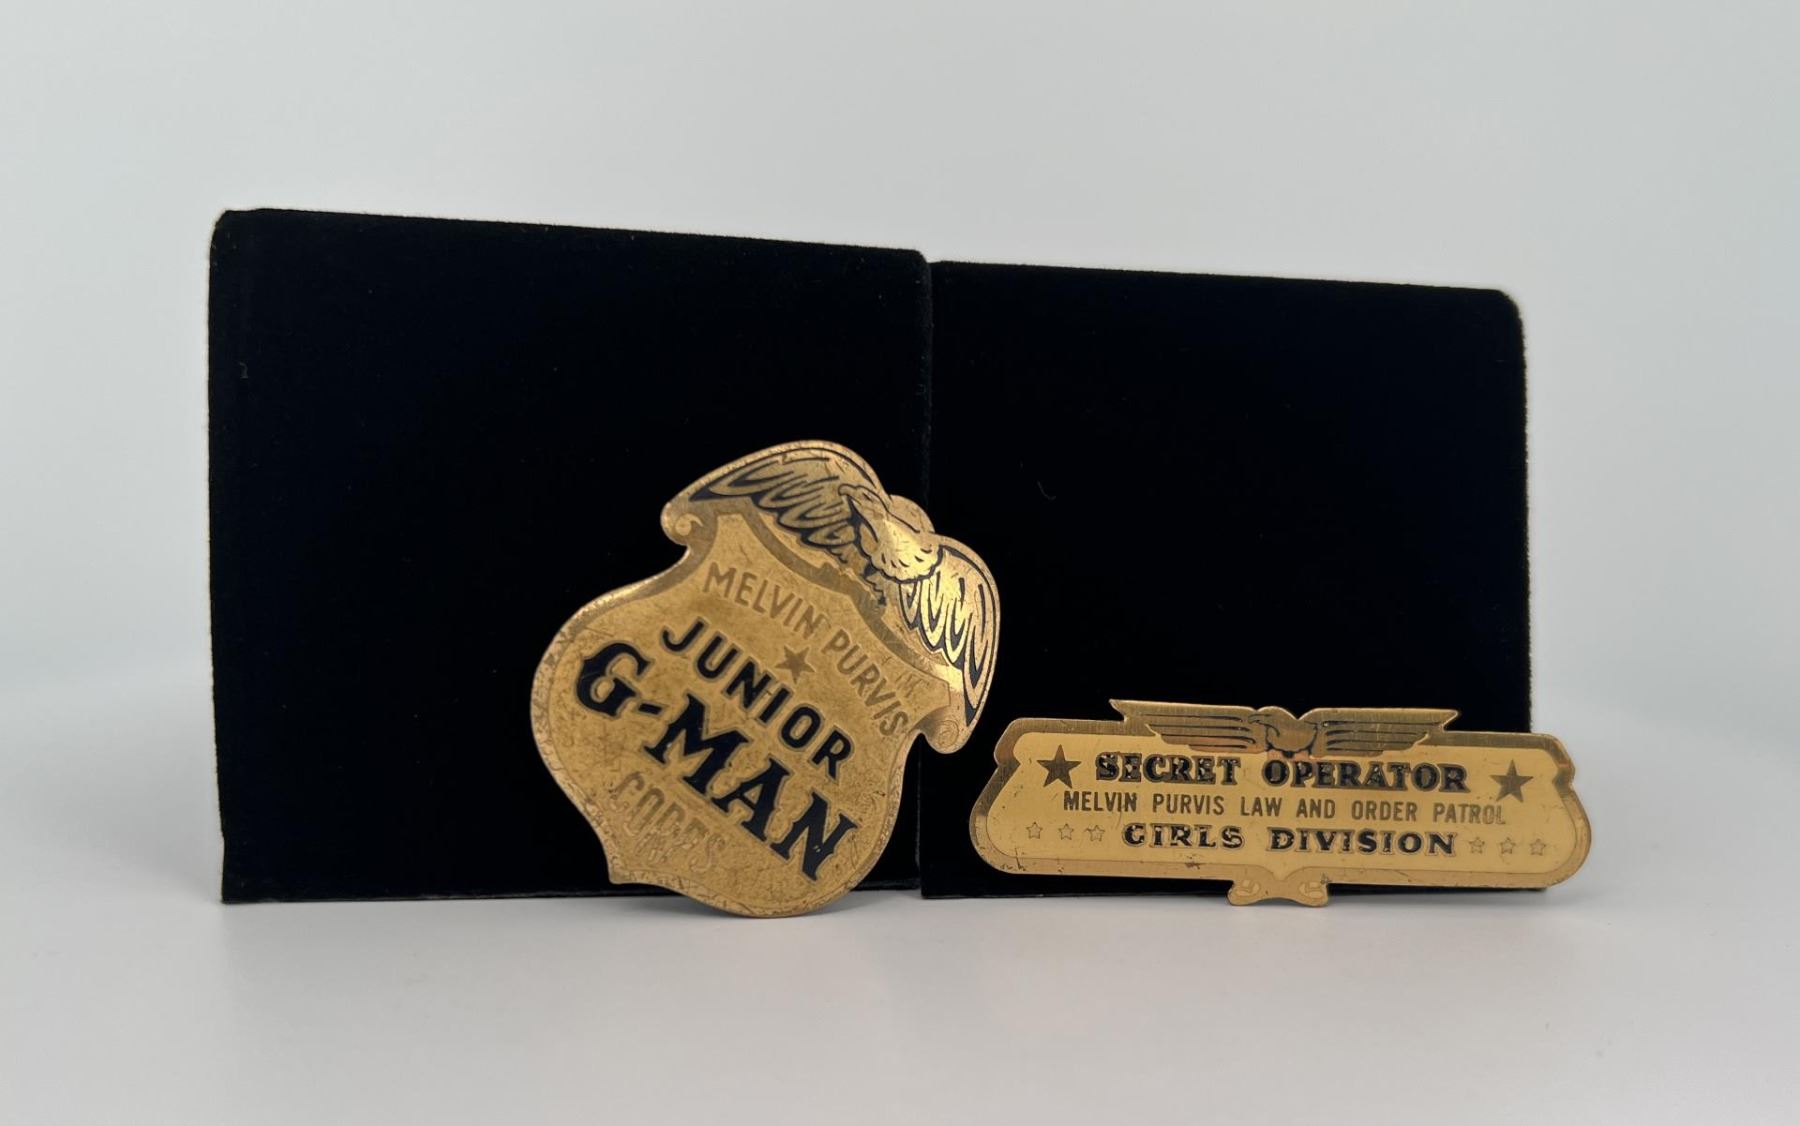 MELVIN PURVIS
JUNIOR
G-MAN
CORPS
SECRET OPERATOR
MELVIN PURVIS LAW AND ORDER PATROL
GIRLS DIVISION